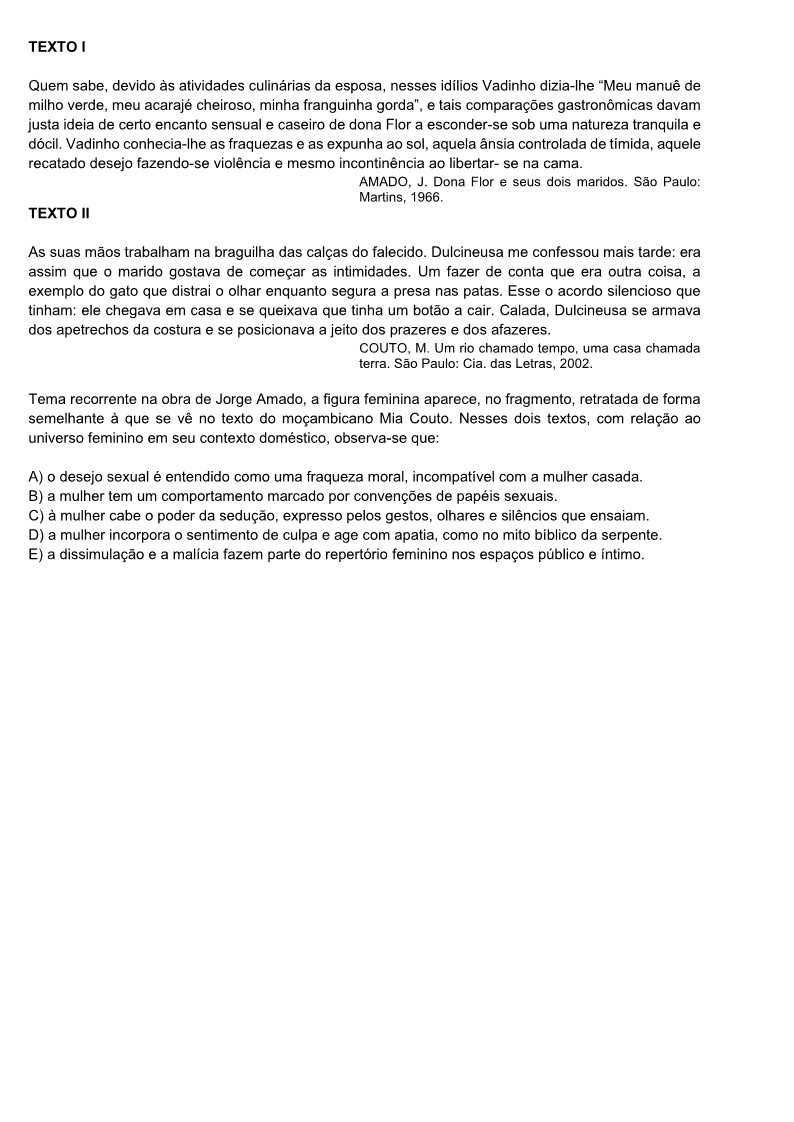 TEXTO I
Quem sabe, devido às atividades culinárias da esposa, nesses idílios Vadinho dizia-lhe “Meu manuê de
milho verde, meu acarajé cheiroso, minha franguinha gorda”, e tais comparações gastronômicas davam
justa ideia de certo encanto sensual e caseiro de dona Flor a esconder-se sob uma natureza tranquila e
dócil. Vadinho conhecia-lhe as fraquezas e as expunha ao sol, aquela ânsia controlada de tímida, aquele
recatado desejo fazendo-se violência e mesmo incontinência ao libertar- se na cama.
AMADO, J. Dona Flor e seus dois maridos. São Paulo:
Martins, 1966.
TEXTO II
As suas mãos trabalham na braguilha das calças do falecido. Dulcineusa me confessou mais tarde: era
assim que o marido gostava de começar as intimidades. Um fazer de conta que era outra coisa, a
exemplo do gato que distrai o olhar enquanto segura a presa nas patas. Esse o acordo silencioso que
tinham: ele chegava em casa e se queixava que tinha um botão a cair. Calada, Dulcineusa se armava
dos apetrechos da costura e se posicionava a jeito dos prazeres e dos afazeres.
COUTO, M. Um rio chamado tempo, uma casa chamada
terra. São Paulo: Cia. das Letras, 2002.
Tema recorrente na obra de Jorge Amado, a figura feminina aparece, no fragmento, retratada de forma
semelhante à que se vê no texto do moçambicano Mia Couto. Nesses dois textos, com relação ao
universo feminino em seu contexto doméstico, observa-se que:
A) o desejo sexual é entendido como uma fraqueza moral, incompatível com a mulher casada.
B) a mulher tem um comportamento marcado por convenções de papéis sexuais.
C) à mulher cabe o poder da sedução, expresso pelos gestos, olhares e silêncios que ensaiam.
D) a mulher incorpora o sentimento de culpa e age com apatia, como no mito bíblico da serpente.
E) a dissimulação e a malícia fazem parte do repertório feminino nos espaços público e íntimo.